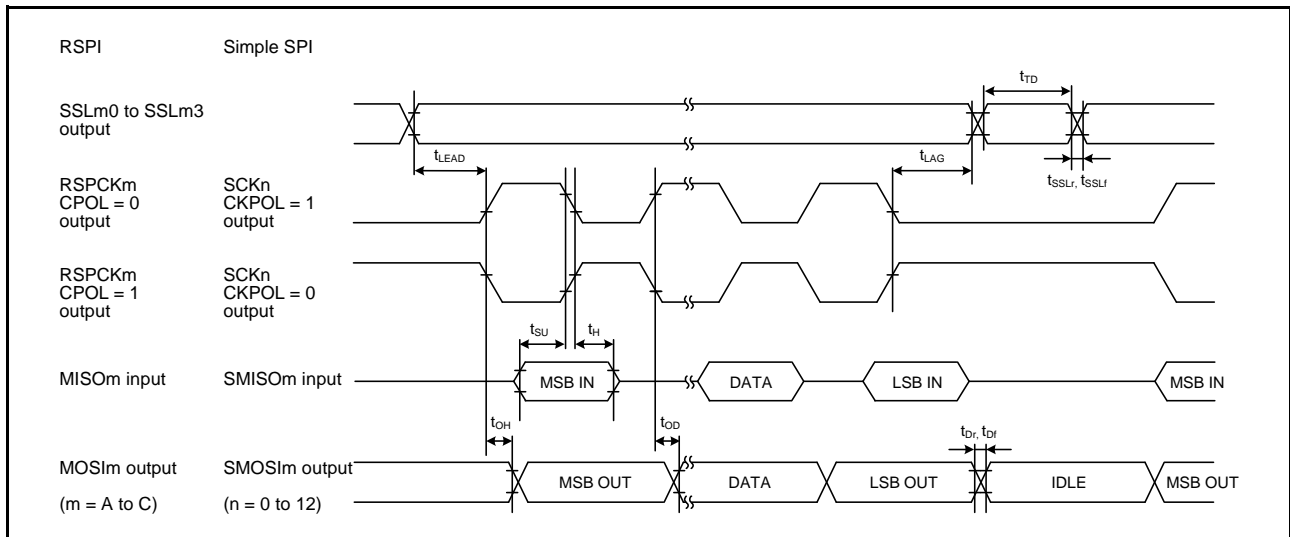 RSPI Simple SPI
SSLm0 to SSLm3
output
tTD
tLEAD
tLAG
tSSLr, tSSLf
RSPCKm
CPOL = 0
output
SCKn
CKPOL = 1
output
RSPCKm
CPOL = 1
output
SCKn
CKPOL = 0
output
tSU
tH
MISOm input SMISOm input MSB IN DATA LSB IN MSB IN
tOH
tOD
tDr, tDf
MOSIm output SMOSIm output MSB OUT DATA LSB OUT IDLE MSB OUT
(m = A to C) (n = 0 to 12)